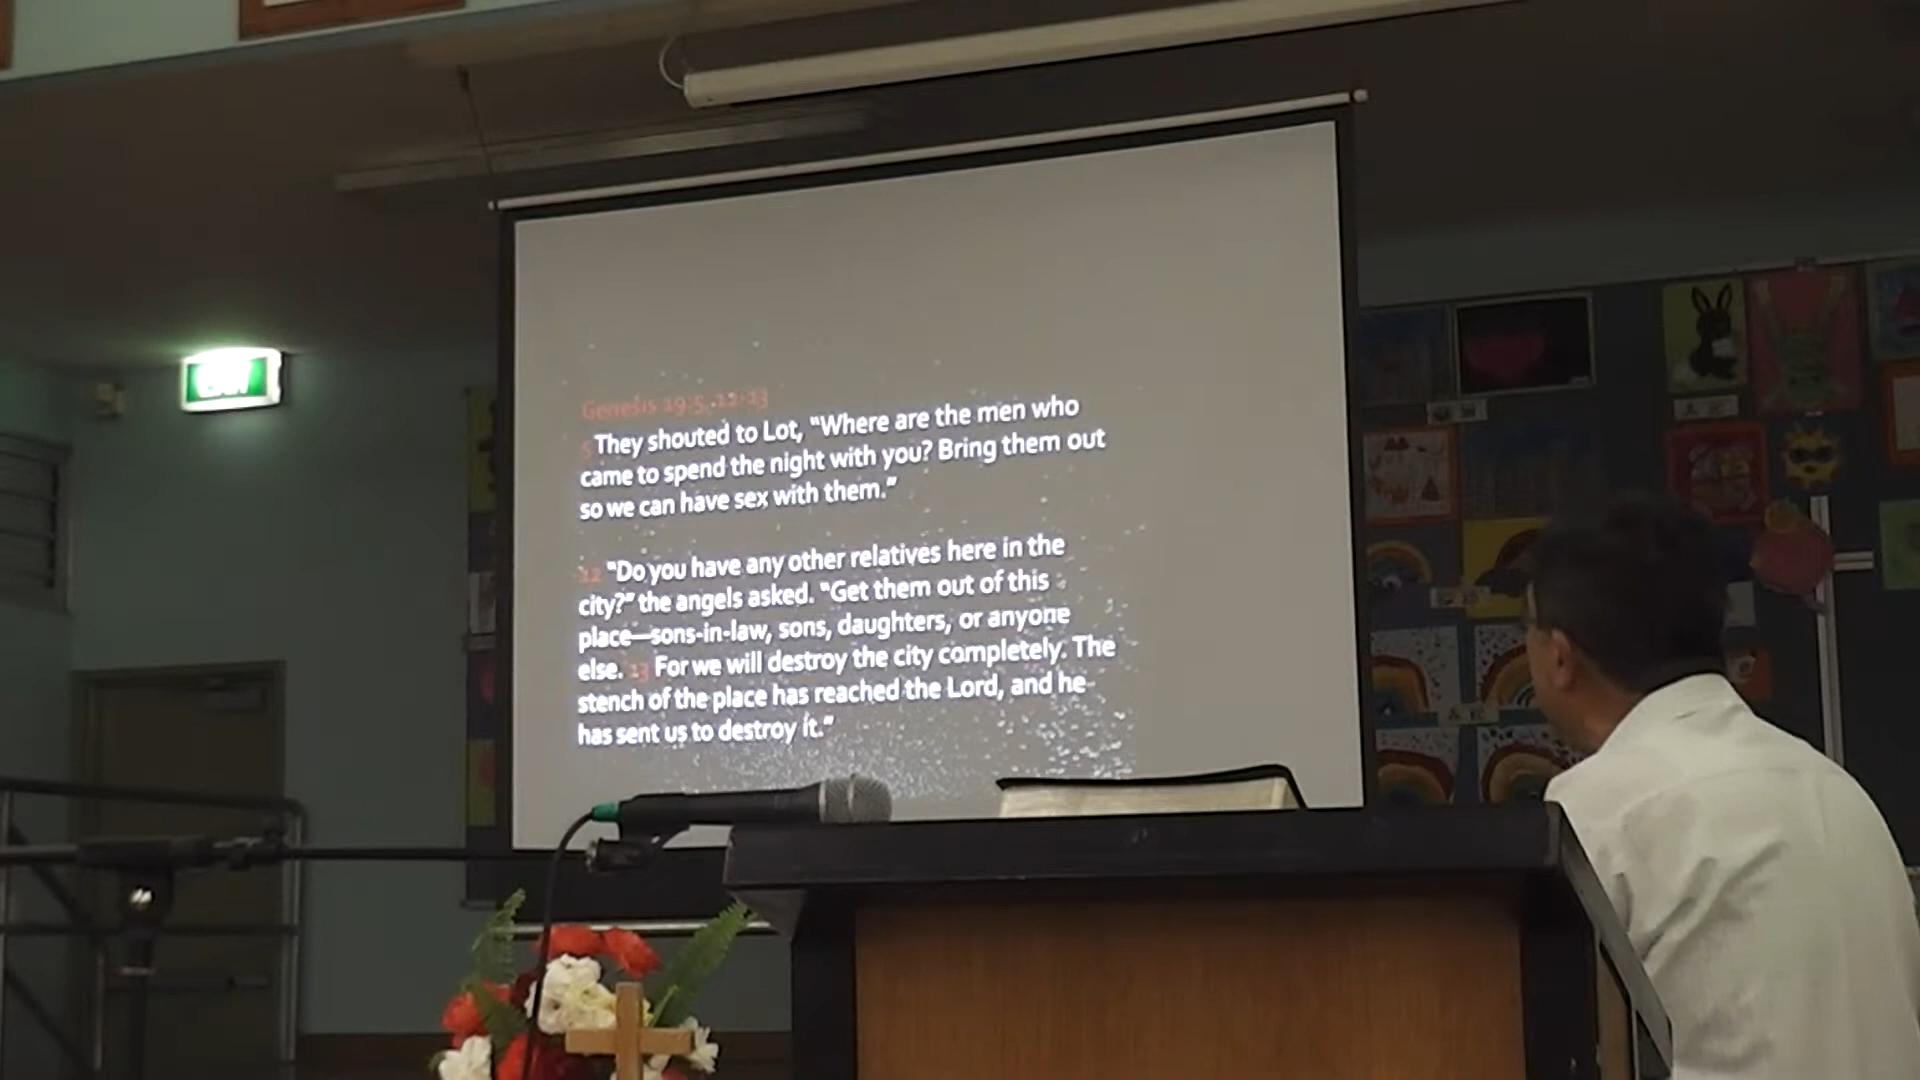 EXIT
Genesis 19:5, 12-13
5 They shouted to Lot, “Where are the men who
came to spend the night with you? Bring them out
so we can have sex with them.”
12 “Do you have any other relatives here in the
city?” the angels asked. “Get them out of this
place—sons-in-law, sons, daughters, or anyone
else. 13 For we will destroy the city completely. The
stench of the place has reached the Lord, and he
has sent us to destroy it.”